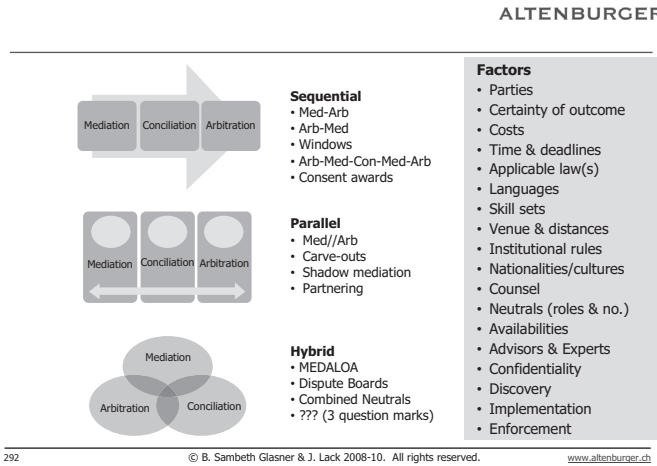 ALTENBURGER
Mediation Conciliation Arbitration
Sequential
• Med-Arb
• Arb-Med
• Windows
• Arb-Med-Con-Med-Arb
• Consent awards
Mediation Conciliation Arbitration
Parallel
• Med//Arb
• Carve-outs
• Shadow mediation
• Partnering
Mediation
Arbitration
Conciliation
Hybrid
• MEDALOA
• Dispute Boards
• Combined Neutrals
• ??? (3 question marks)
Factors
• Parties
• Certainty of outcome
• Costs
• Time & deadlines
• Applicable law(s)
• Languages
• Skill sets
• Venue & distances
• Institutional rules
• Nationalities/cultures
• Counsel
• Neutrals (roles & no.)
• Availabilities
• Advisors & Experts
• Confidentiality
• Discovery
• Implementation
• Enforcement
292
© B. Sambeth Glasner & J. Lack 2008-10. All rights reserved.
www.altenburger.ch